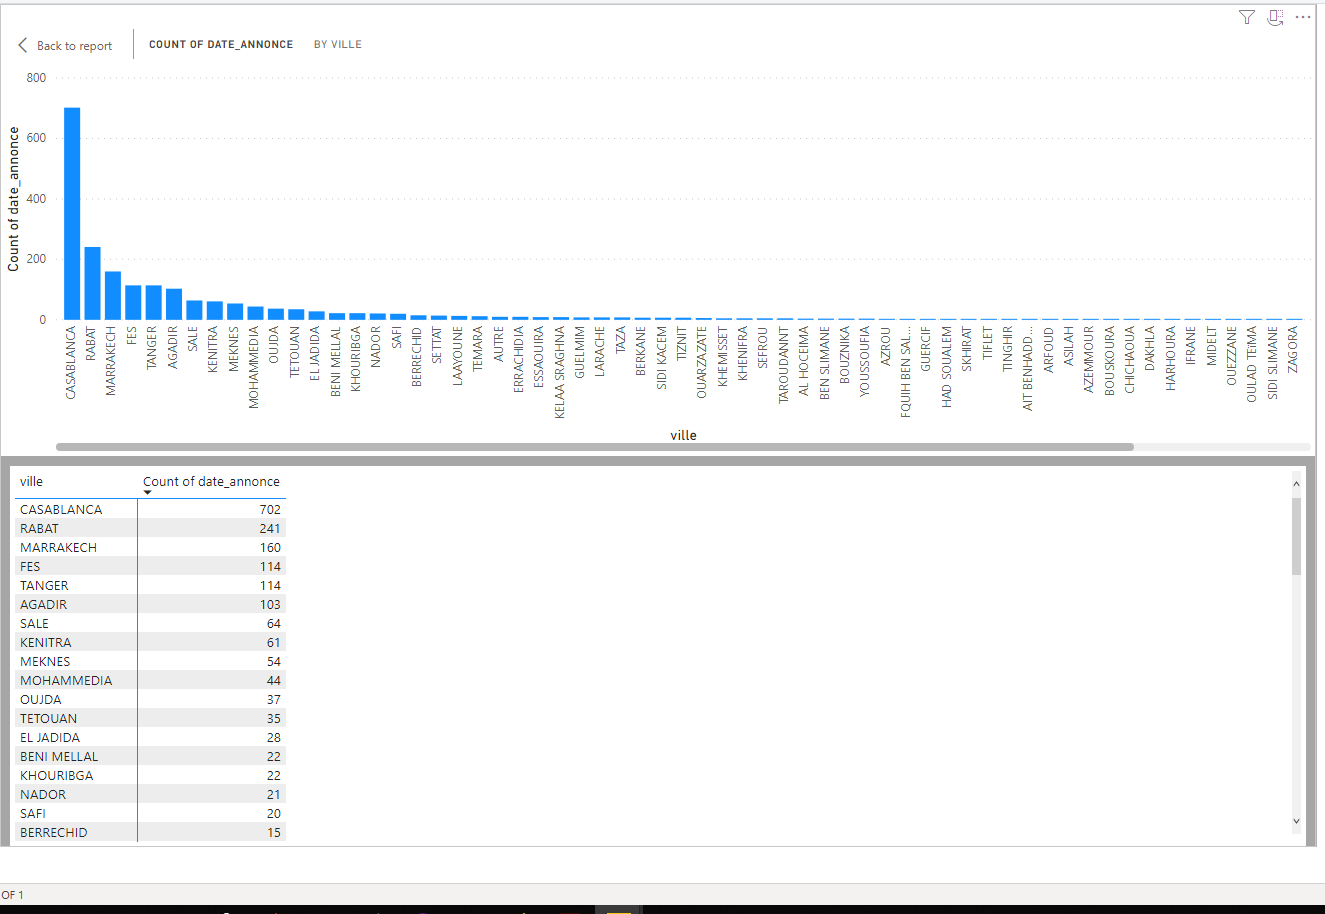 Back to report
COUNT OF DATE_ANNONCE
BY VILLE
Count of date_annonce
800
600
400
200
0
CASABLANCA
RABAT
MARRAKECH
FES
TANGER
AGADIR
SALE
KENITRA
MEKNES
MOHAMMEDIA
OUJDA
TETOUAN
EL JADIDA
BENI MELLAL
KHOURIBGA
NADOR
SAFI
BERRECHID
SETTAT
LAAYOUNE
TEMARA
AUTRE
ERRACHIDIA
ESSAOUIRA
KELAA SRAGHNA
GUELMIM
LARACHE
TAZA
BERKANE
SIDI KACEM
TIZNIT
OUARZAZATE
KHEMISSET
KHENIFRA
SEFROU
TAROUDANNT
AL HOCEIMA
BEN SLIMANE
BOUZNIKA
YOUSSOUFIA
AZROU
FQUIH BEN SAL...
GUERCIF
HAD SOUALEM
SKHIRAT
TIFLET
TINGHIR
AIT BENHADD...
ARFOUD
ASILAH
AZEMMOUR
BOUSKOURA
CHICHAOUA
DAKHLA
HARHOURA
IFRANE
MIDELT
OUEZZANE
OULAD TEiMA
SIDI SLIMANE
ZAGORA
ville
ville Count of date_annonce
CASABLANCA 702
RABAT 241
MARRAKECH 160
FES 114
TANGER 114
AGADIR 103
SALE 64
KENITRA 61
MEKNES 54
MOHAMMEDIA 44
OUJDA 37
TETOUAN 35
EL JADIDA 28
BENI MELLAL 22
KHOURIBGA 22
NADOR 21
SAFI 20
BERRECHID 15
OF 1